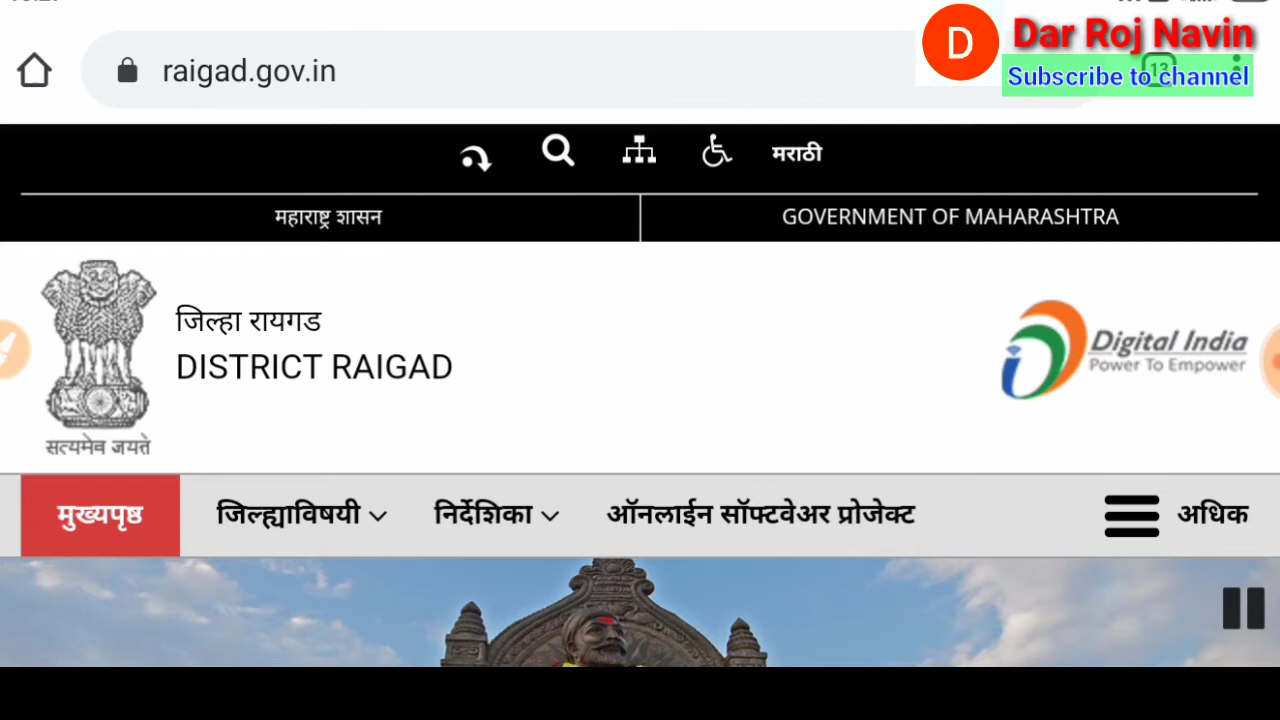 D
Dar Roj Navin
Subscribe to channel
raigad.gov.in
13
मराठी
महाराष्ट्र शासन
GOVERNMENT OF MAHARASHTRA
जिल्हा रायगड
DISTRICT RAIGAD
सत्यमेव जयते
Digital India
Power To Empower
मुख्यपृष्ठ
जिल्ह्याविषयी
निर्देशिका
ऑनलाईन सॉफ्टवेअर प्रोजेक्ट
अधिक